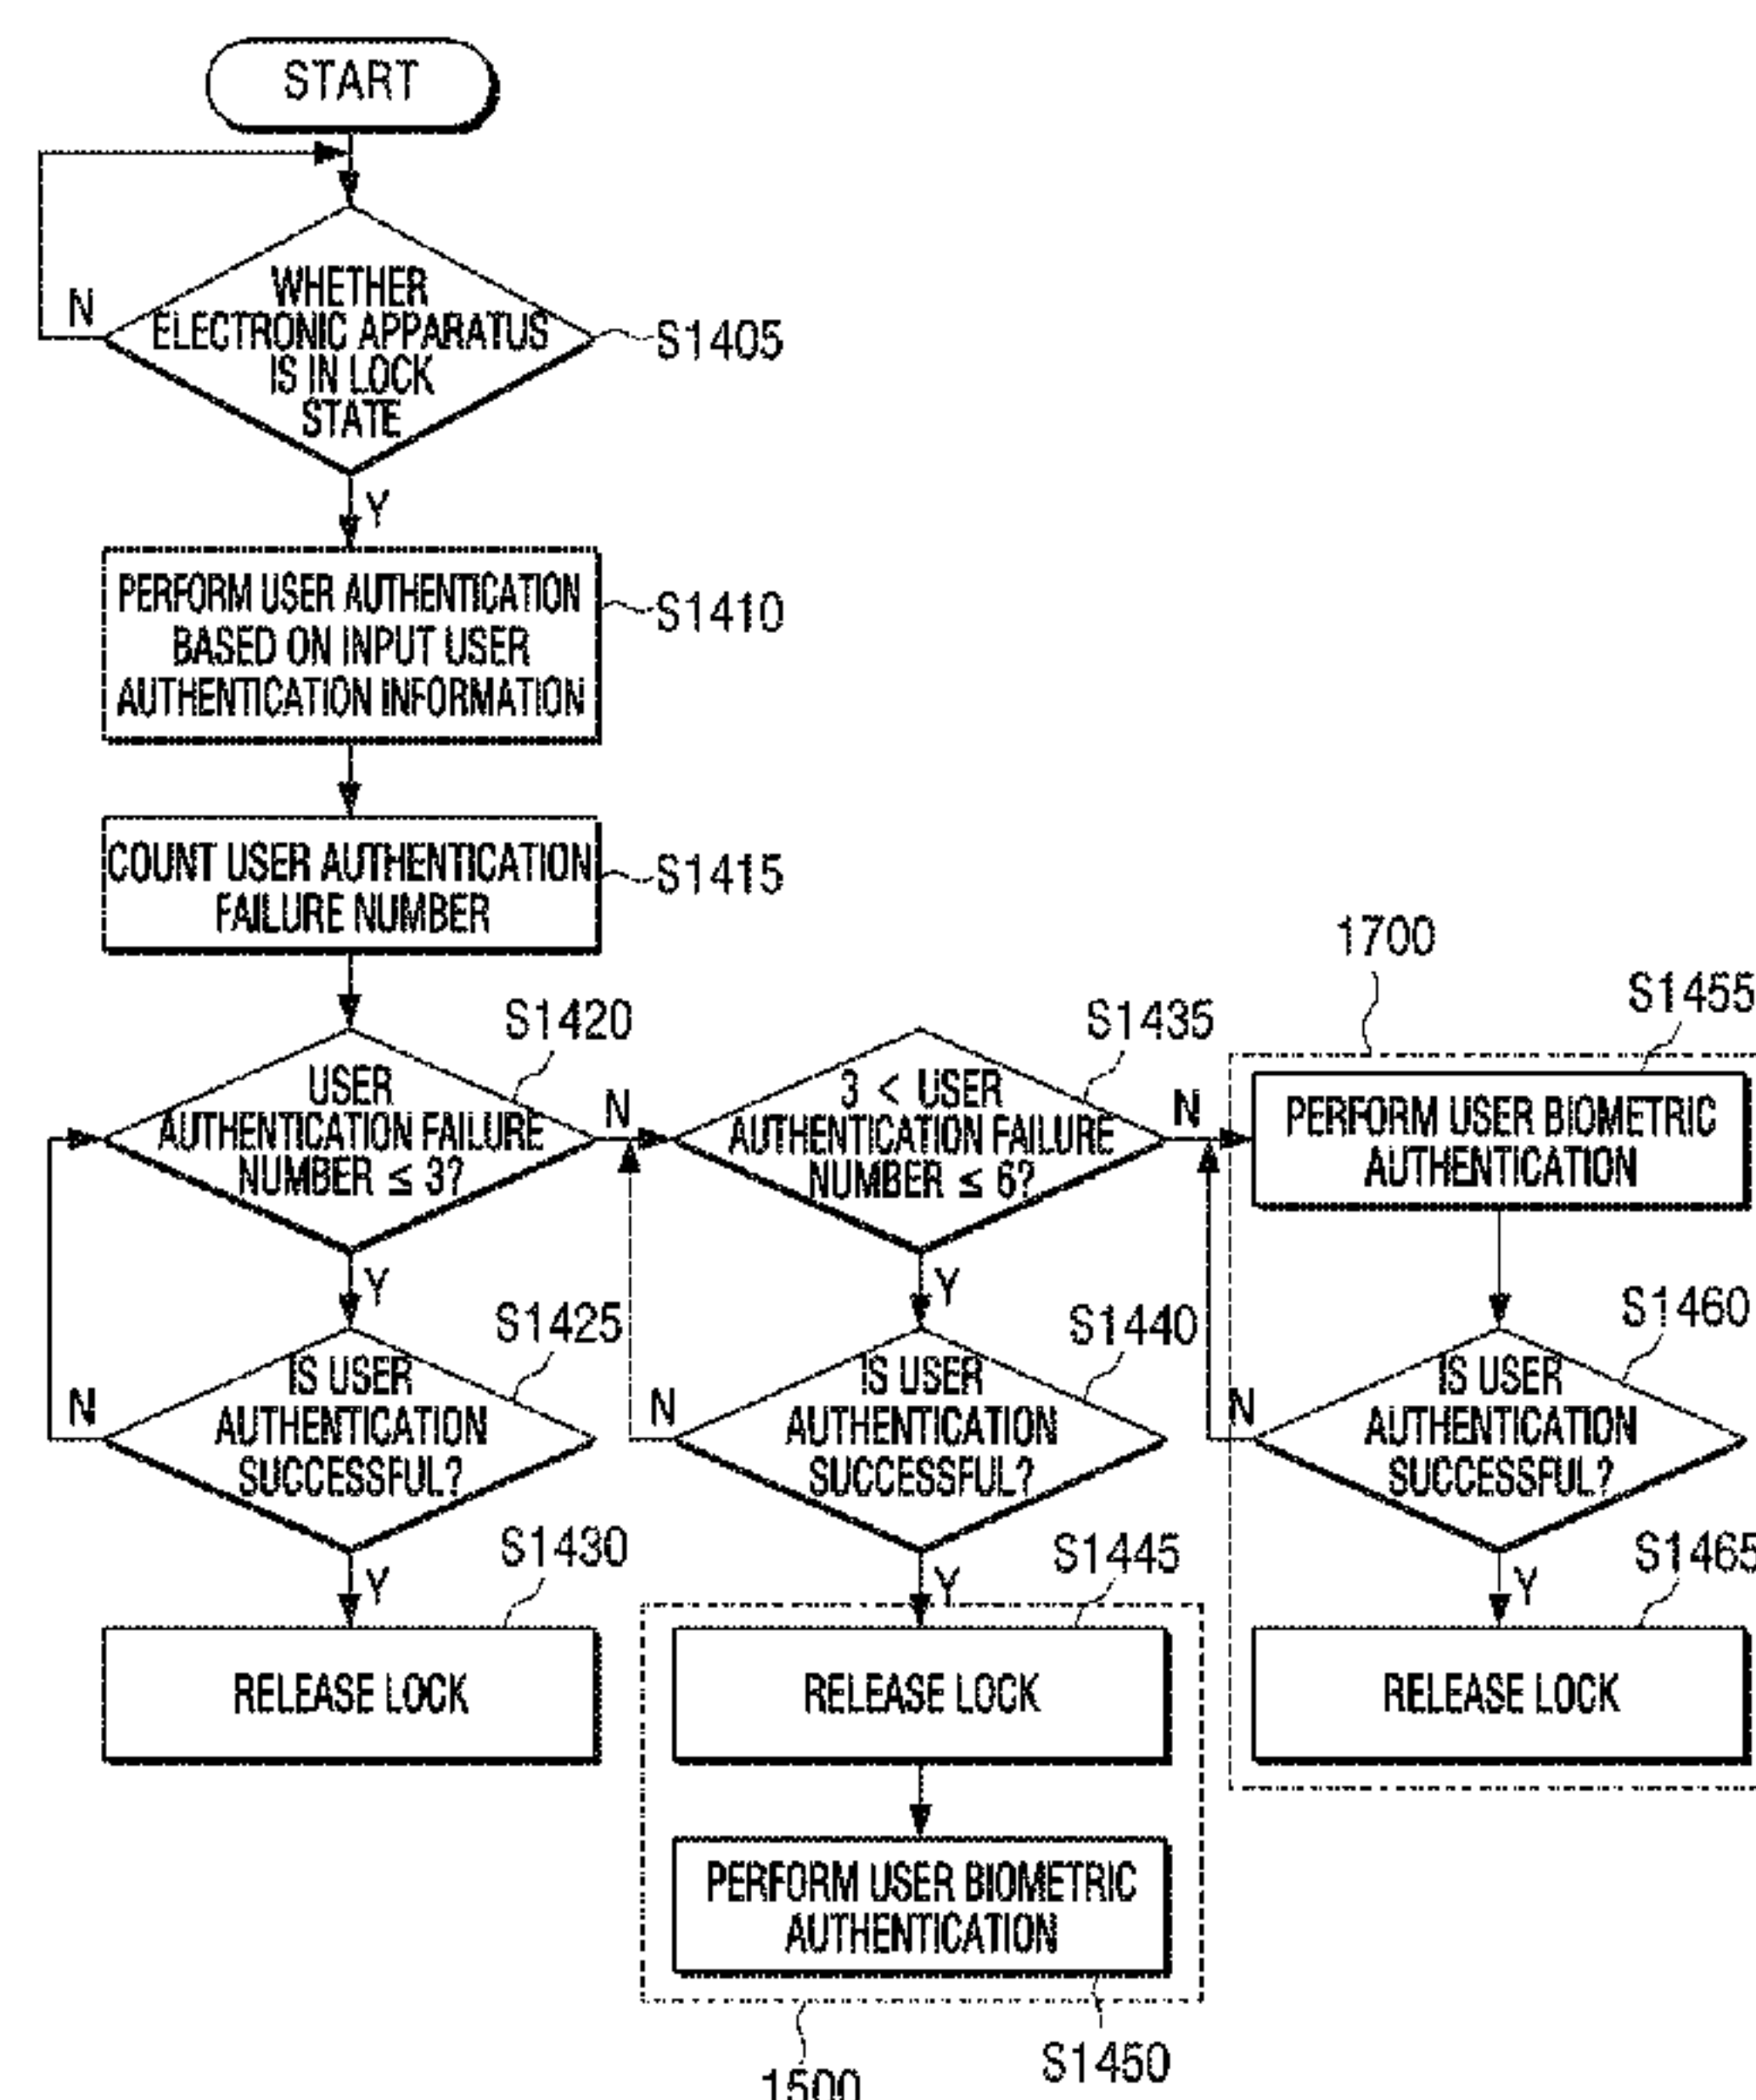 START
N
WHETHER
ELECTRONIC APPARATUS
IS IN LOCK
STATE
S1405
Y
PERFORM USER AUTHENTICATION
BASED ON INPUT USER
AUTHENTICATION INFORMATION
S1410
COUNT USER AUTHENTICATION
FAILURE NUMBER
S1415
S1420
USER
AUTHENTICATION FAILURE
NUMBER ≤ 3?
N
Y
S1425
IS USER
AUTHENTICATION
SUCCESSFUL?
N
Y
S1430
RELEASE LOCK
S1435
3 < USER
AUTHENTICATION FAILURE
NUMBER ≤ 6?
N
Y
S1440
IS USER
AUTHENTICATION
SUCCESSFUL?
N
Y
S1445
RELEASE LOCK
PERFORM USER BIOMETRIC
AUTHENTICATION
S1450
1500
1700
S1455
PERFORM USER BIOMETRIC
AUTHENTICATION
S1460
IS USER
AUTHENTICATION
SUCCESSFUL?
N
Y
S1465
RELEASE LOCK